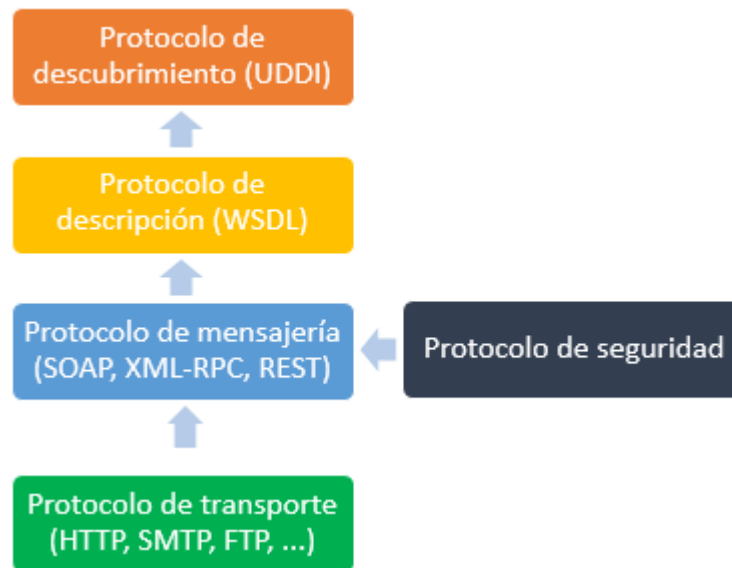 Protocolo de
descubrimiento (UDDI)
Protocolo de
descripción (WSDL)
Protocolo de mensajería
(SOAP, XML-RPC, REST)
Protocolo de seguridad
Protocolo de transporte
(HTTP, SMTP, FTP, ...)